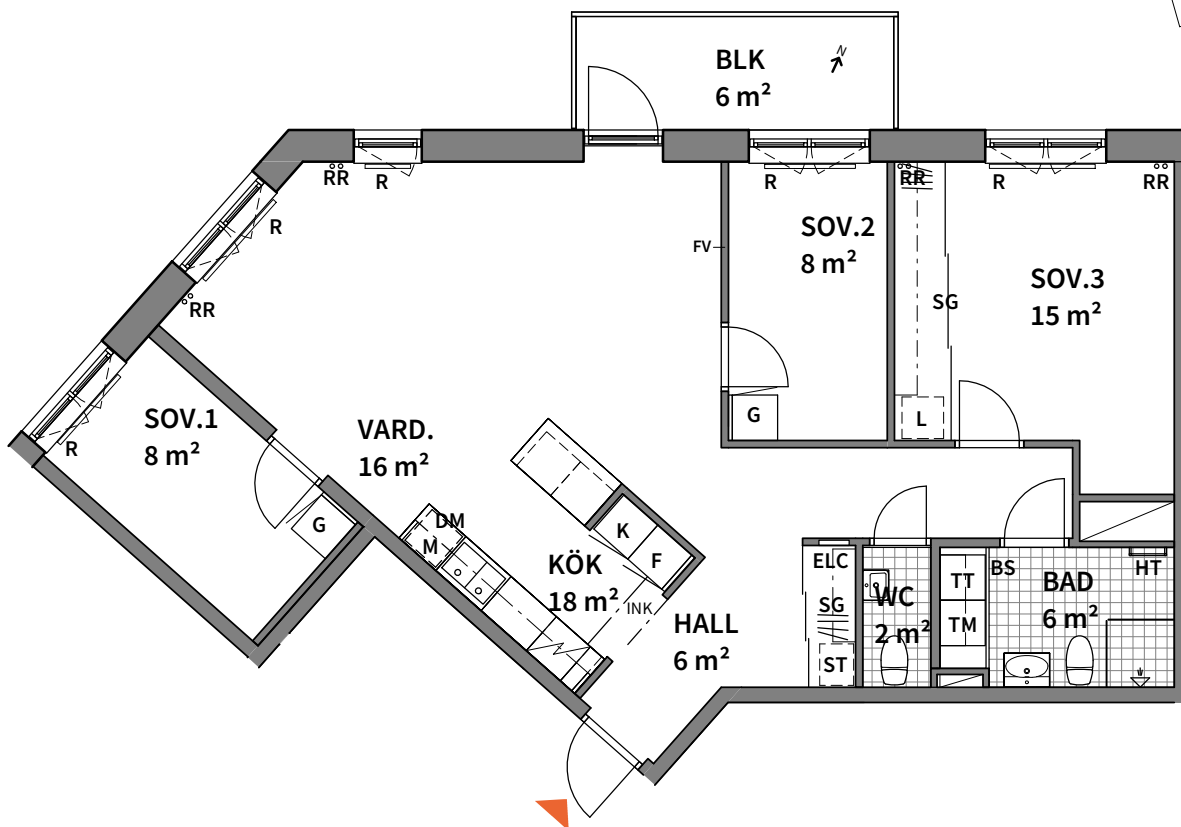 BLK
6 m²
N
RR
R
R
RR
R
RR
R
SOV.2
8 m²
FV
SOV.3
15 m²
RR
SG
SOV.1
8 m²
VARD.
16 m²
G
L
R
G
DM
M
K
F
KÖK
18 m²
INK
HALL
6 m²
ELC
SG
ST
WC
2 m²
TT
TM
BS
BAD
6 m²
HT